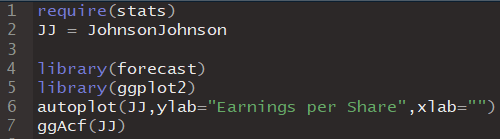 1 require(stats)
2 JJ = JohnsonJohnson
3
4 library(forecast)
5 library(ggplot2)
6 autoplot(JJ,ylab="Earnings per Share",xlab="")
7 ggAcf(JJ)